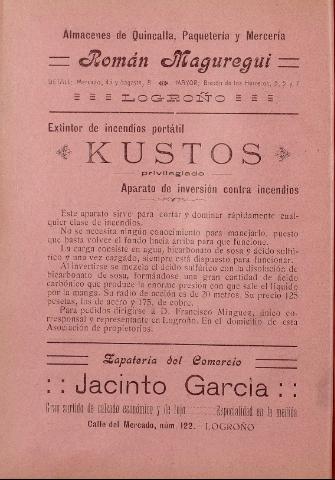 Almacenes de Quincalla, Paquetería y Mercería
Román Maguregui
DETALL: Mercado, 43 y Sagasta, 8 MAYOR: Bretón de los Herreros, 3, 5 y 7
LOGROÑO
Extintor de incendios portátil
KUSTOS
privilegiado
Aparato de inversión contra incendios
Este aparato sirve para cortar y dominar rápidamente cual-
quier clase de incendios.
No se necesita ningún conocimiento para manejarlo, puesto
que basta volver el fondo hacia arriba para que funcione.
La carga consiste en agua, bicarbonato de sosa y ácido sulfú-
rico y una vez cargado, siempre está dispuesto para funcionar.
Al invertirse se mezcla el ácido sulfúrico con la disolución de
bicarbonato de sosa, formándose una gran cantidad de ácido
carbónico que produce la enorme presión con que sale el líquido
por la manga. Su radio de acción es de 20 metros. Su precio 125
pesetas, los de acero y 175, de cobre.
Para pedidos dirigirse á D. Francisco Mínguez, único co-
rresponsal y representante en Logroño. En el domicilio de esta
Asociación de propietarios.
Zapatería del Comercio
:: Jacinto Garcia ::
Gran surtido de calzado económico y de lujo Especialidad en la medida
Calle del Mercado, núm. 122.—LOGROÑO